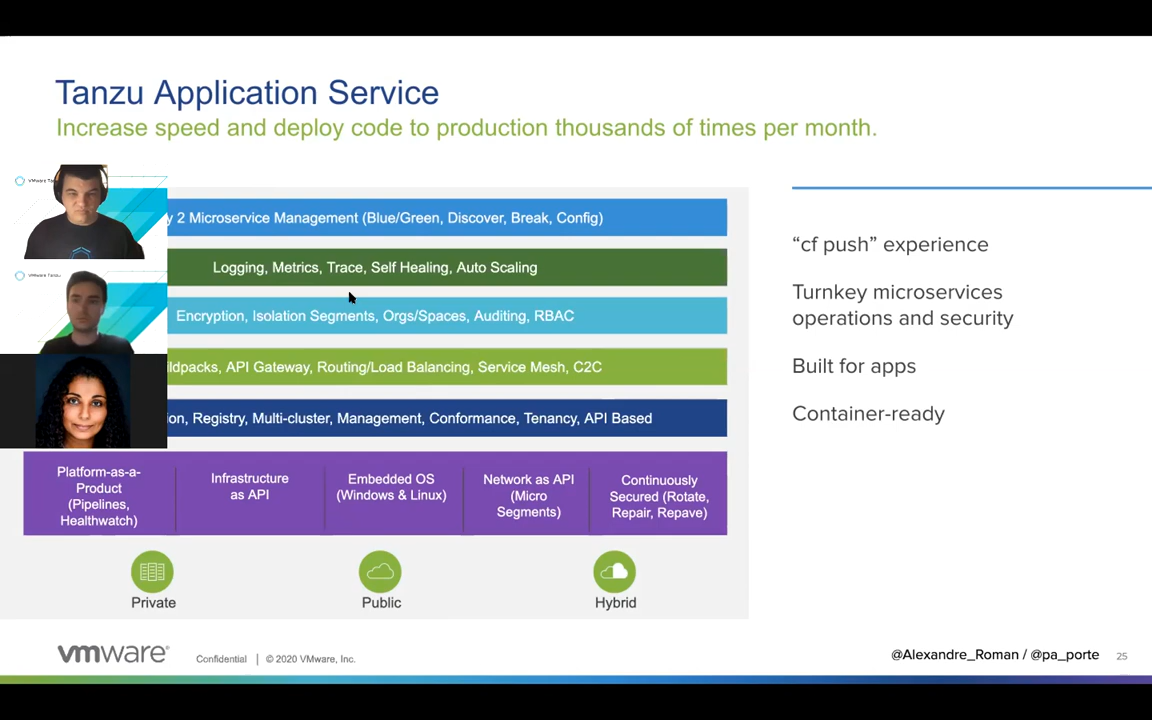 Tanzu Application Service
Increase speed and deploy code to production thousands of times per month.
VMware
VMware Tanzu
2 Microservice Management (Blue/Green, Discover, Break, Config)
Logging, Metrics, Trace, Self Healing, Auto Scaling
Encryption, Isolation Segments, Orgs/Spaces, Auditing, RBAC
API Gateway, Routing/Load Balancing, Service Mesh, C2C
Registry, Multi-cluster, Management, Conformance, Tenancy, API Based
Platform-as-a-
Product
(Pipelines,
Healthwatch)
Infrastructure
as API
Embedded OS
(Windows & Linux)
Network as API
(Micro
Segments)
Continuously
Secured (Rotate,
Repair, Repave)
Private
Public
Hybrid
“cf push” experience
Turnkey microservices
operations and security
Built for apps
Container-ready
vmware®
Confidential | © 2020 VMware, Inc.
@Alexandre_Roman / @pa_porte
25